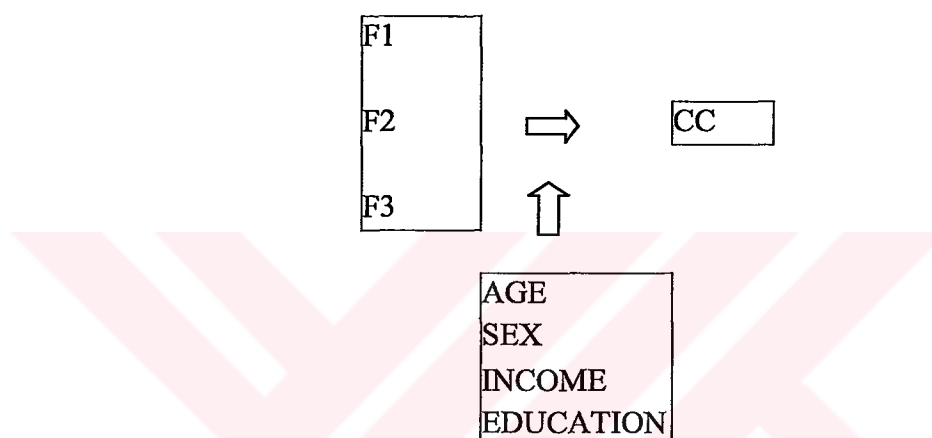 F1
F2
CC
F3
AGE
SEX
INCOME
EDUCATION